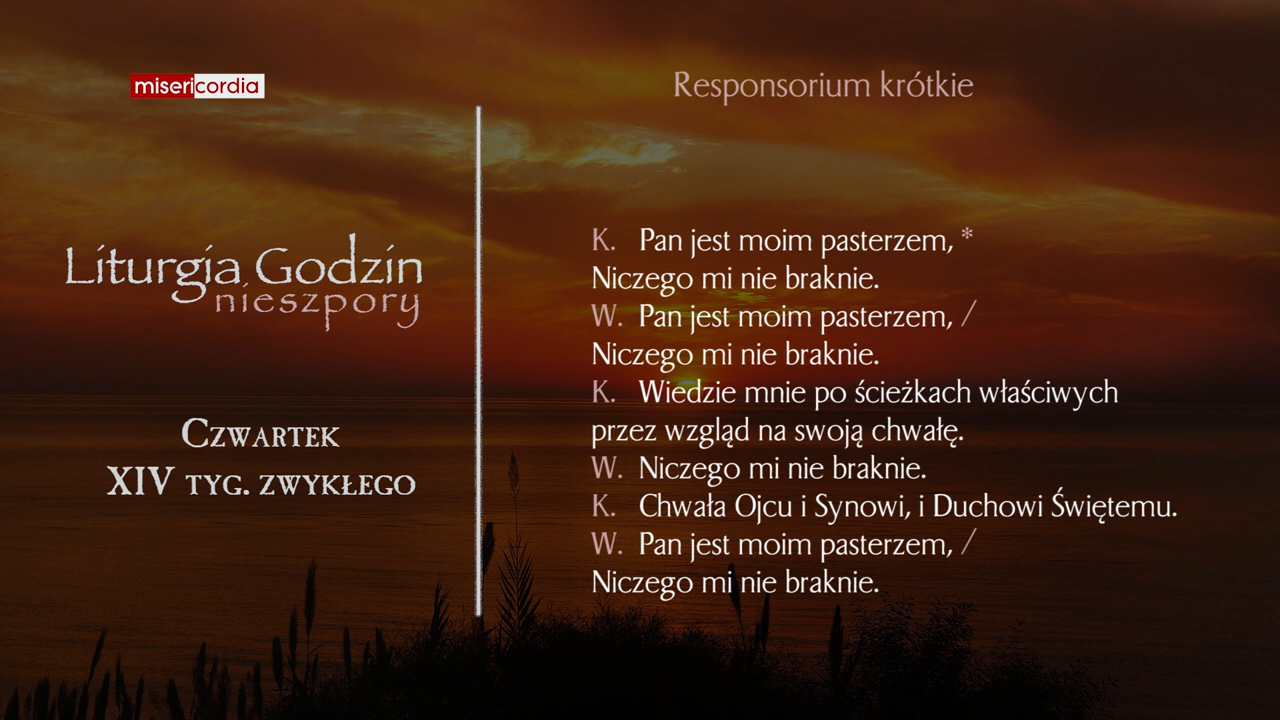 misericordia
Liturgia Godzin
nieszpory
Czwartek
XIV tyg. zwykłego
Responsorium krótkie
K. Pan jest moim pasterzem, *
Niczego mi nie braknie.
W. Pan jest moim pasterzem, /
Niczego mi nie braknie.
K. Wiedzie mnie po ścieżkach właściwych
przez wzgląd na swoją chwałę.
W. Niczego mi nie braknie.
K. Chwała Ojcu i Synowi, i Duchowi Świętemu.
W. Pan jest moim pasterzem, /
Niczego mi nie braknie.